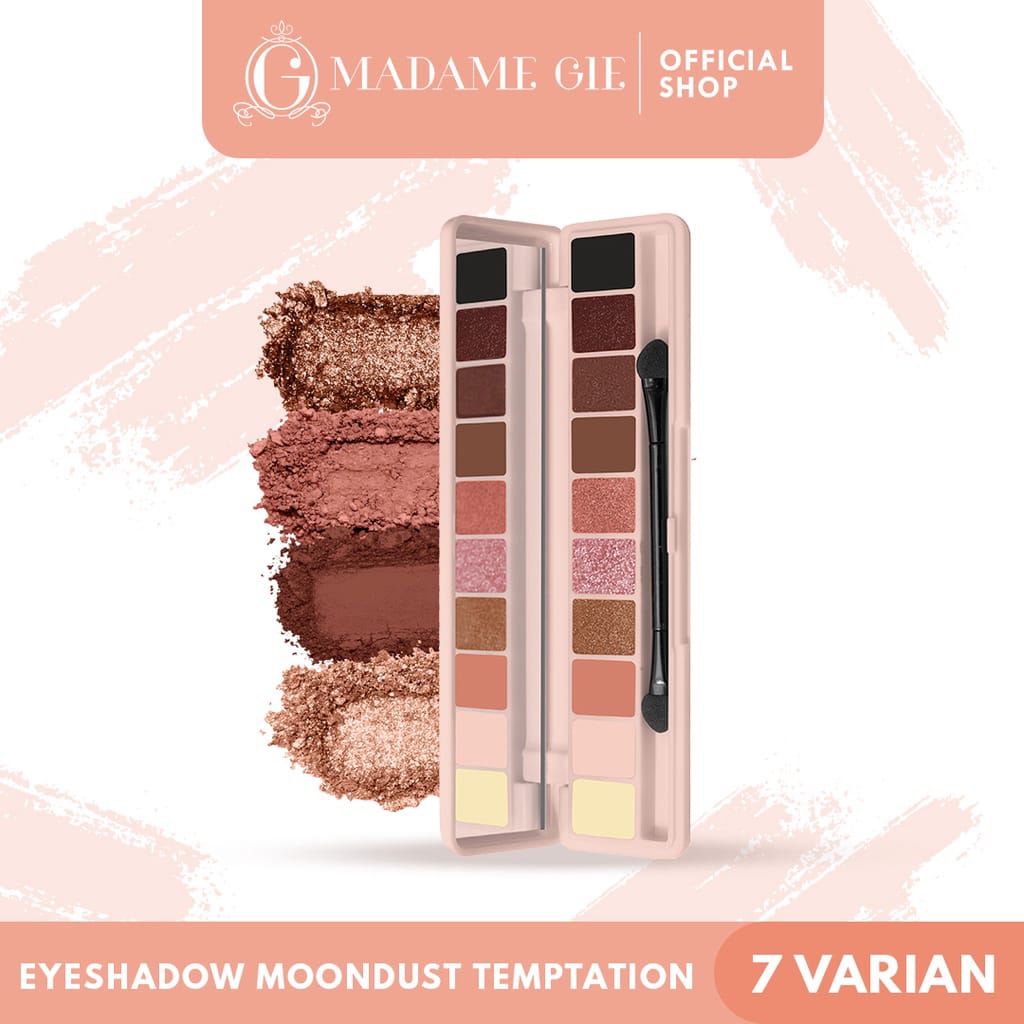 G MADAME GIE
OFFICIAL
SHOP
EYESHADOW MOONDUST TEMPTATION
7 VARIAN